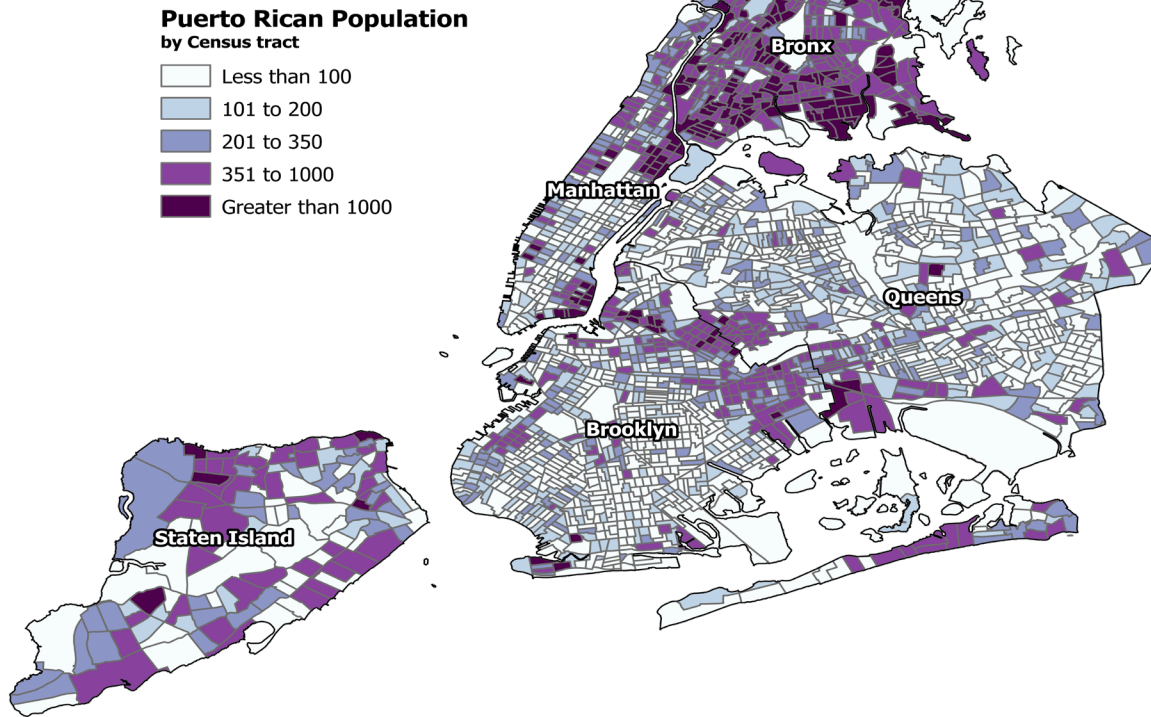 Puerto Rican Population
by Census tract
Less than 100
101 to 200
201 to 350
351 to 1000
Greater than 1000
Bronx
Manhattan
Queens
Brooklyn
Staten Island